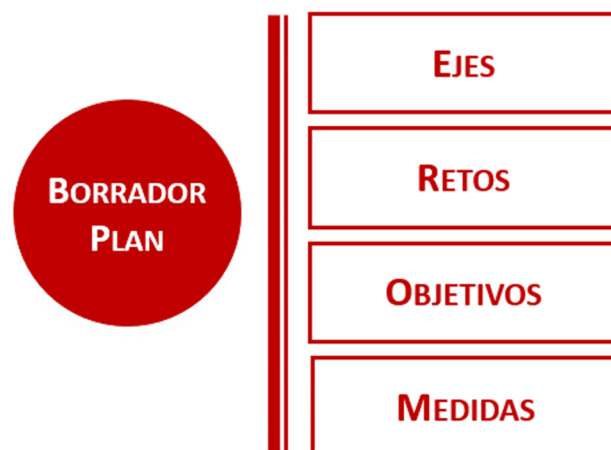 BORRADOR
PLAN
EJES
RETOS
OBJETIVOS
MEDIDAS